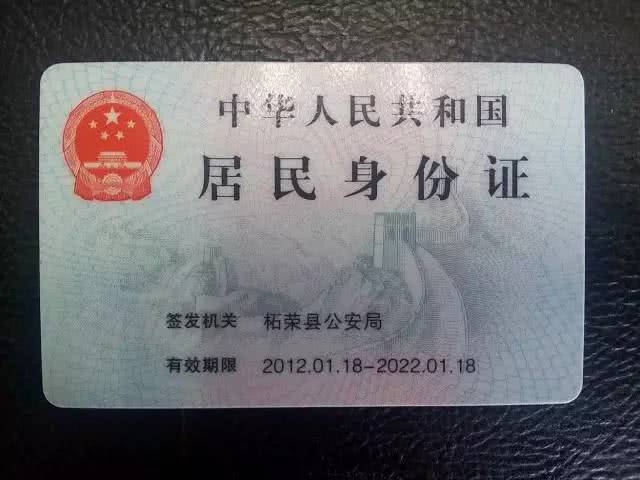 中华人民共和国
居民身份证
签发机关 柘荣县公安局
有效期限 2012.01.18-2022.01.18